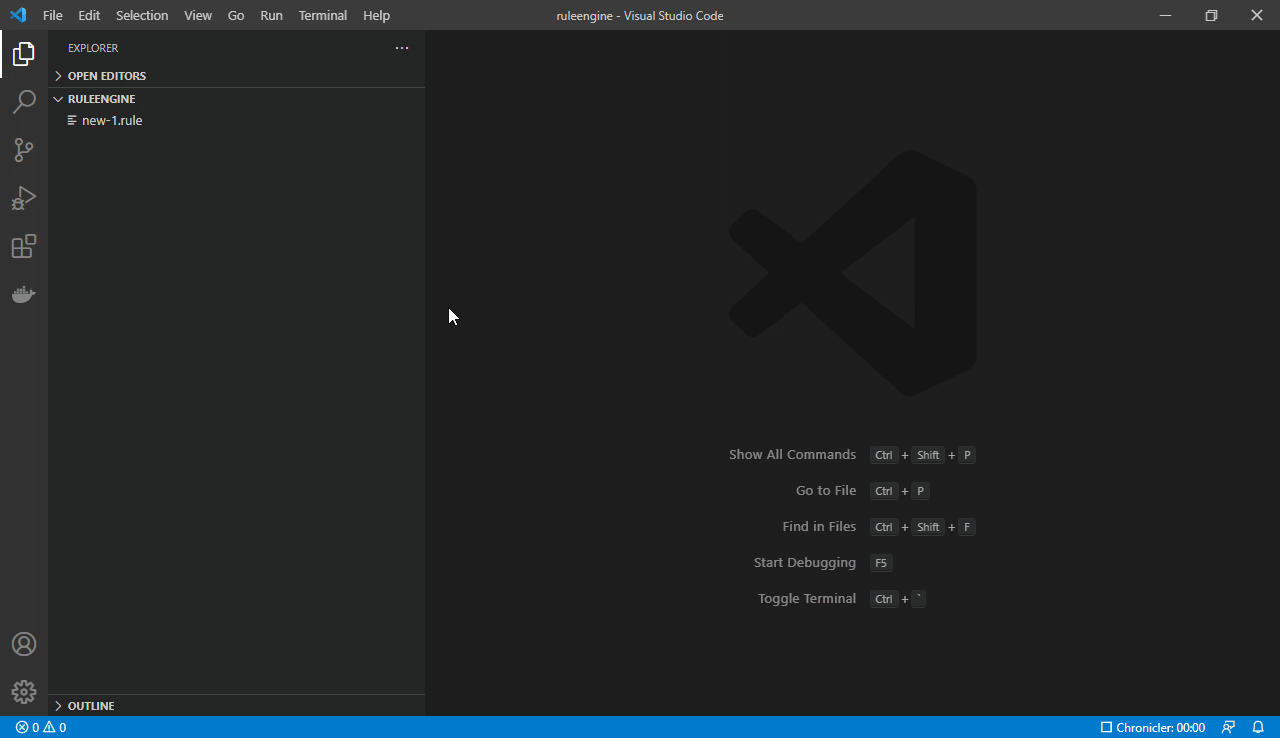 File Edit Selection View Go Run Terminal Help
ruleengine - Visual Studio Code
EXPLORER
OPEN EDITORS
RULEENGINE
new-1.rule
Show All Commands Ctrl + Shift + P
Go to File Ctrl + P
Find in Files Ctrl + Shift + F
Start Debugging F5
Toggle Terminal Ctrl + `
OUTLINE
0 0
Chronicler: 00:00